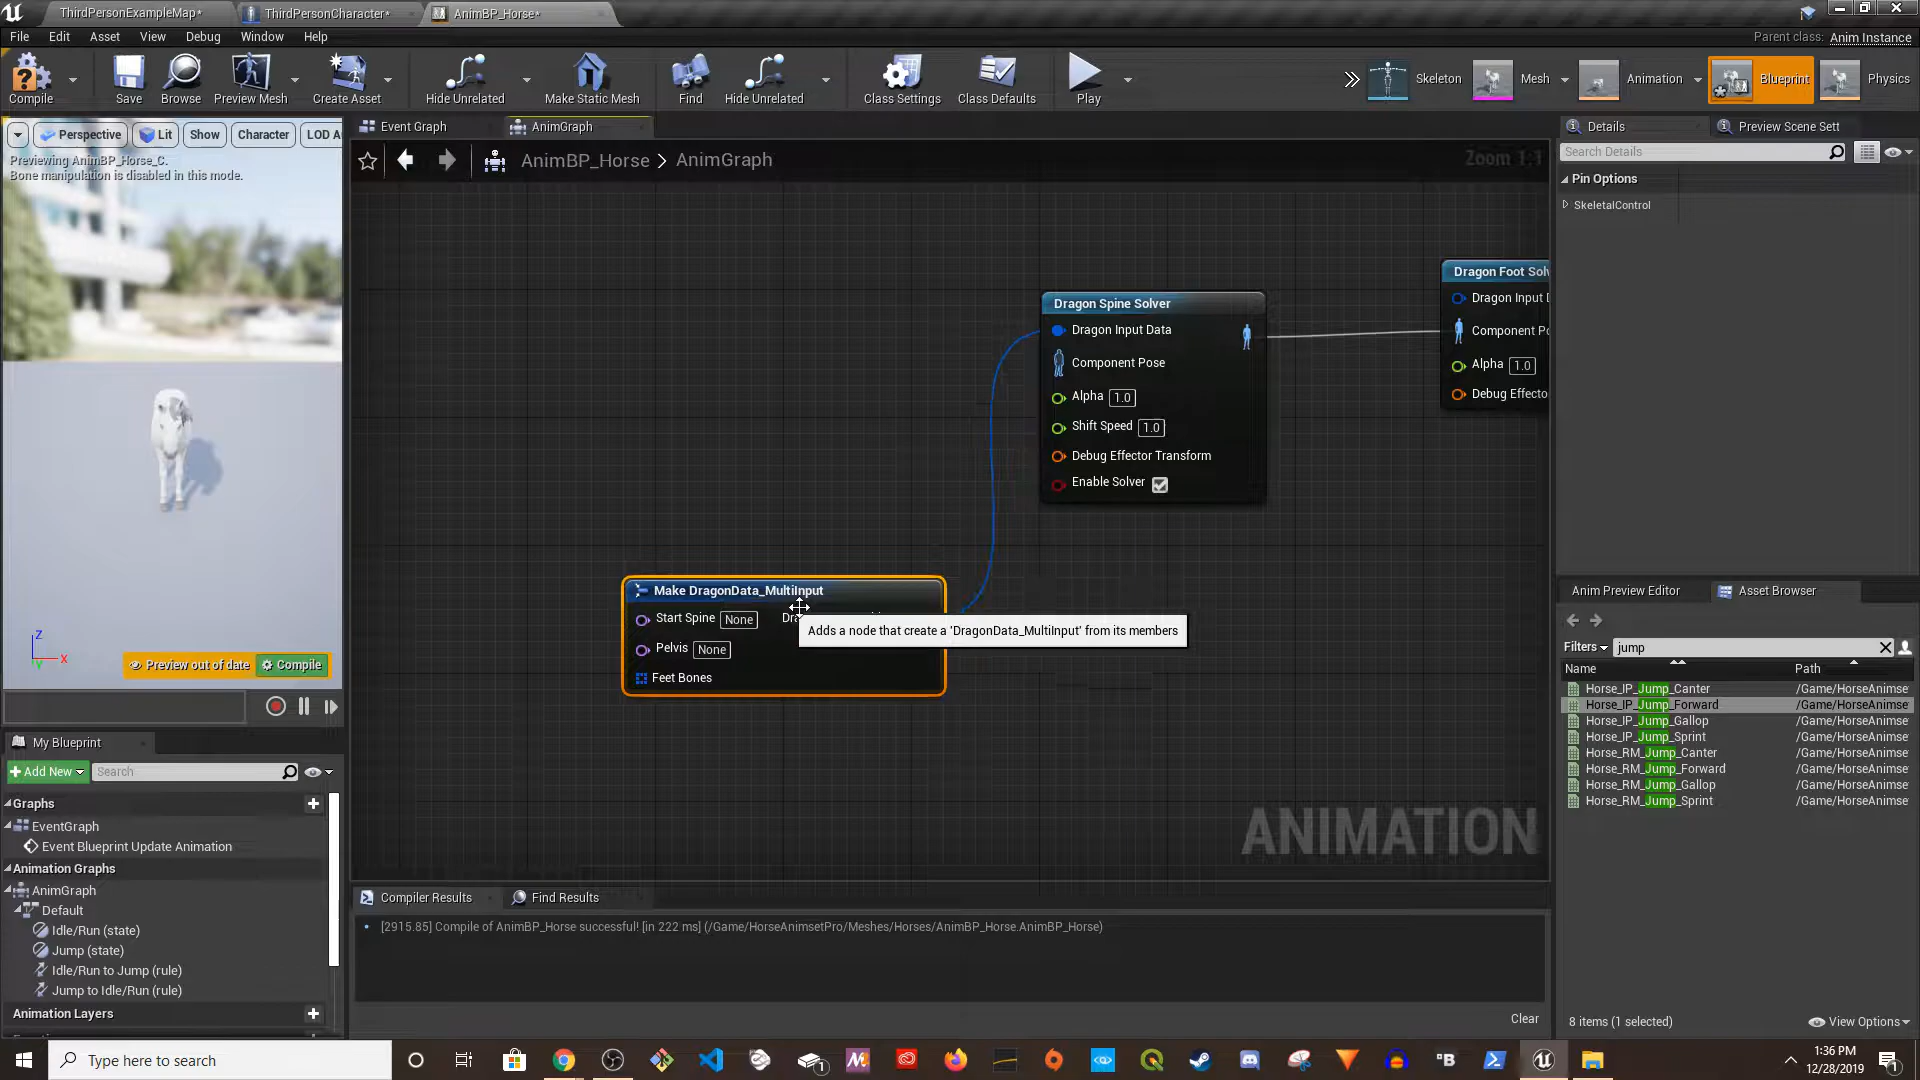 ThirdPersonExampleMap*
ThirdPersonCharacter*
AnimBP_Horse*
File
Edit
Asset
View
Debug
Window
Help
Parent class:
Anim Instance
Compile
Save
Browse
Preview Mesh
Create Asset
Hide Unrelated
Make Static Mesh
Find
Hide Unrelated
Class Settings
Class Defaults
Play
Skeleton
Mesh
Animation
Blueprint
Physics
Perspective
Lit
Show
Character
LOD A
Previewing AnimBP_Horse_C.
Bone manipulation is disabled in this mode.
Z
X
Y
Preview out of date
Compile
Event Graph
AnimGraph
AnimBP_Horse > AnimGraph
Zoom 1:1
Dragon Spine Solver
Dragon Input Data
Component Pose
Alpha 1.0
Shift Speed 1.0
Debug Effector Transform
Enable Solver
Dragon Foot Solv
Dragon Input D
Component Po
Alpha 1.0
Debug Effecto
Make DragonData_MultiInput
Start Spine None
Pelvis None
Feet Bones
Adds a node that create a 'DragonData_MultiInput' from its members
ANIMATION
Compiler Results
Find Results
[2915.85] Compile of AnimBP_Horse successful! [in 222 ms] (/Game/HorseAnimsetPro/Meshes/Horses/AnimBP_Horse.AnimBP_Horse)
Clear
My Blueprint
Add New
Search
Graphs
EventGraph
Event Blueprint Update Animation
Animation Graphs
AnimGraph
Default
Idle/Run (state)
Jump (state)
Idle/Run to Jump (rule)
Jump to Idle/Run (rule)
Animation Layers
Details
Preview Scene Sett
Search Details
Pin Options
SkeletalControl
Anim Preview Editor
Asset Browser
Filters
jump
Name
Path
Horse_IP_Jump_Canter /Game/HorseAnimse
Horse_IP_Jump_Forward /Game/HorseAnimse
Horse_IP_Jump_Gallop /Game/HorseAnimse
Horse_IP_Jump_Sprint /Game/HorseAnimse
Horse_RM_Jump_Canter /Game/HorseAnimse
Horse_RM_Jump_Forward /Game/HorseAnimse
Horse_RM_Jump_Gallop /Game/HorseAnimse
Horse_RM_Jump_Sprint /Game/HorseAnimse
8 items (1 selected)
View Options
Type here to search
1:36 PM
12/28/2019